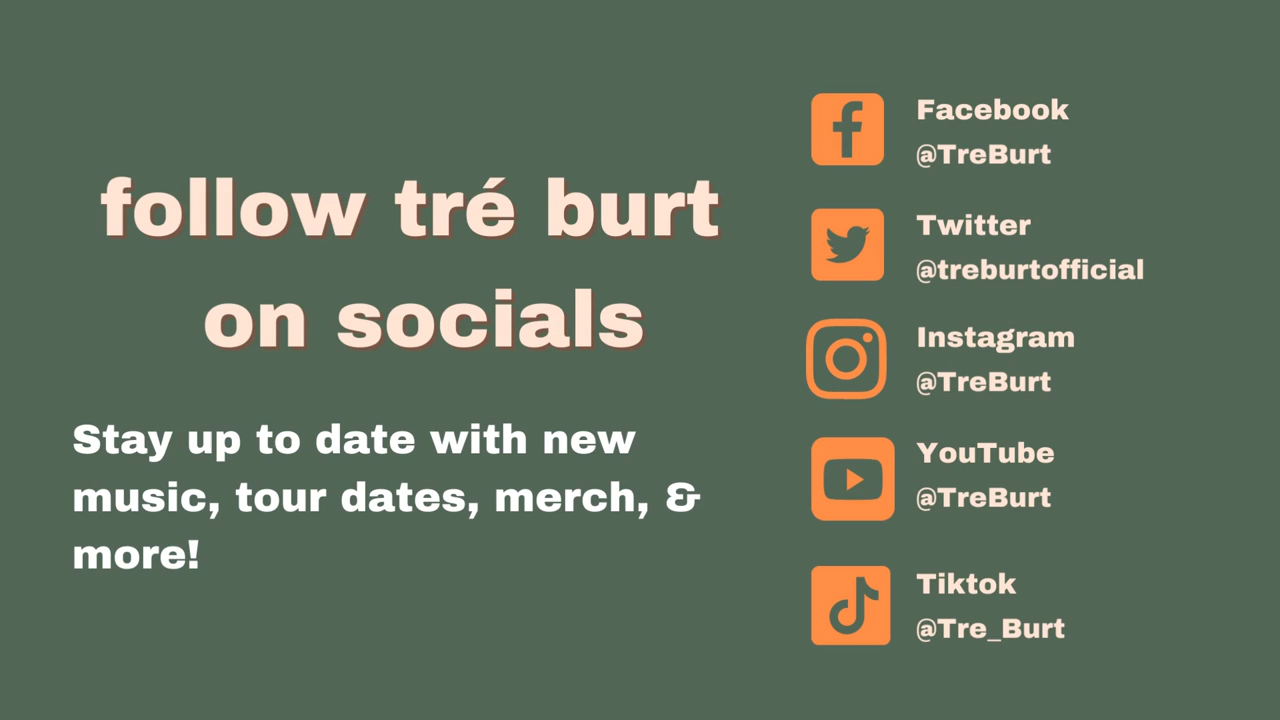 follow tré burt
on socials
Stay up to date with new
music, tour dates, merch, &
more!
Facebook
@TreBurt
Twitter
@treburtofficial
Instagram
@TreBurt
YouTube
@TreBurt
Tiktok
@Tre_Burt